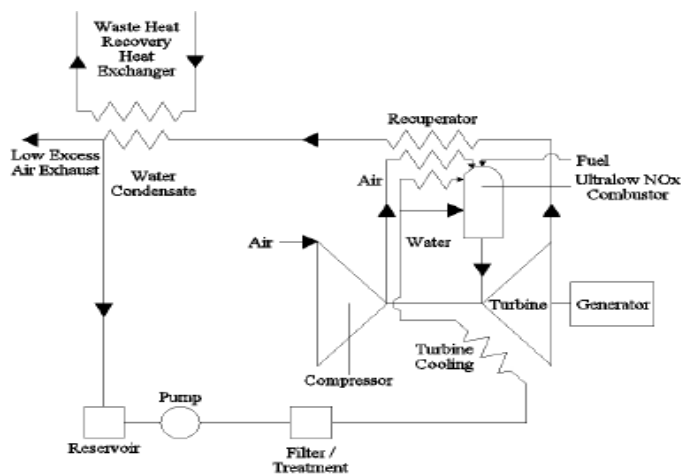 Waste Heat
Recovery
Heat
Exchanger
Recuperator
Low Excess
Air Exhaust
Water
Condensate
Air
Fuel
Ultralow NOx
Combustor
Air
Water
Turbine
Generator
Turbine
Cooling
Compressor
Pump
Reservoir
Filter /
Treatment